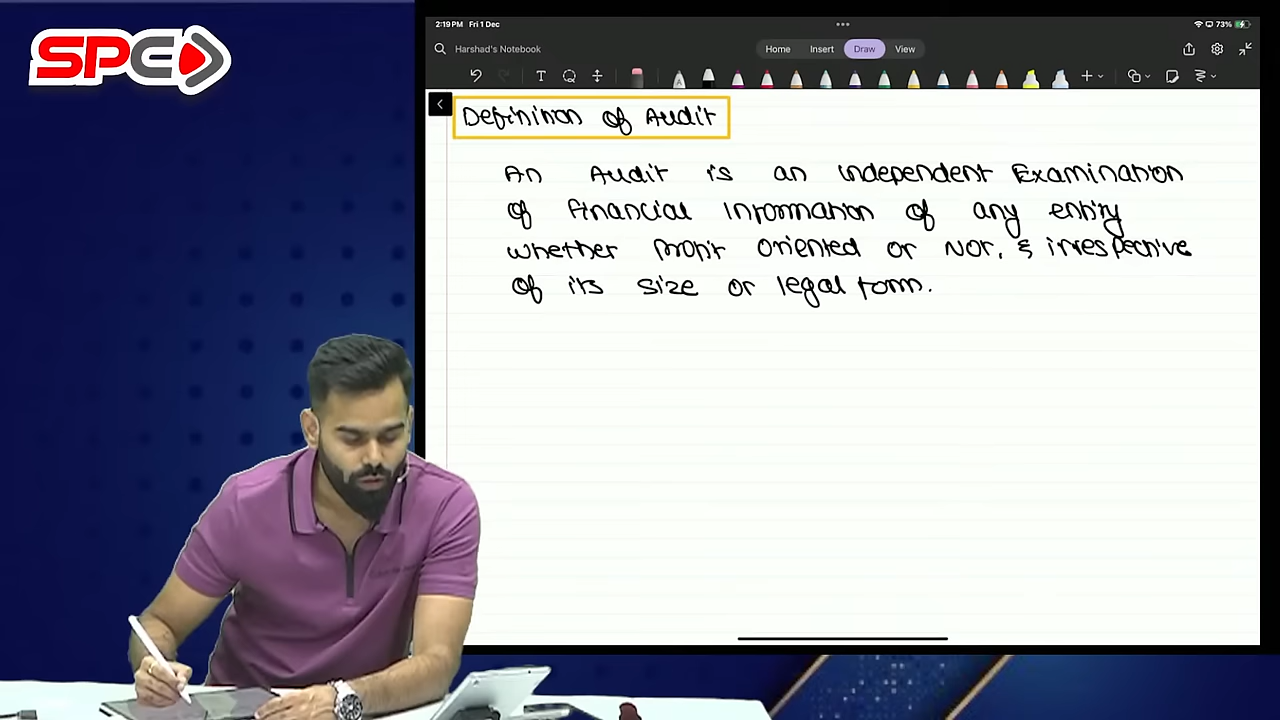 SPC
2:19 PM Fri 1 Dec
73%
Harshad's Notebook
Home Insert Draw View
Definition of Audit
An Audit is an independent Examination
of financial Information of any entity
whether profit oriented or Not, & irrespective
of its size or legal form.